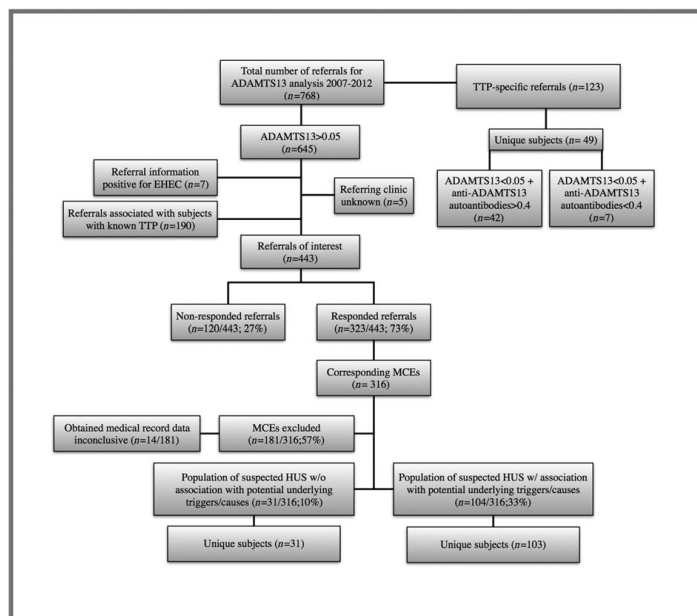 Total number of referrals for
ADAMTS13 analysis 2007-2012
(n=768)
TTP-specific referrals (n=123)
ADAMTS13>0.05
(n=645)
Unique subjects (n= 49)
Referral information
positive for EHEC (n=7)
Referring clinic
unknown (n=5)
ADAMTS13<0.05 +
anti-ADAMTS13
autoantibodies>0.4
(n=42)
ADAMTS13<0.05 +
anti-ADAMTS13
autoantibodies<0.4
(n=7)
Referrals associated with subjects
with known TTP (n=190)
Referrals of interest
(n=443)
Non-responded referrals
(n=120/443; 27%)
Responded referrals
(n=323/443; 73%)
Corresponding MCEs
(n= 316)
Obtained medical record data
inconclusive (n=14/181)
MCEs excluded
(n=181/316;57%)
Population of suspected HUS w/o
association with potential underlying
triggers/causes (n=31/316;10%)
Population of suspected HUS w/ association
with potential underlying triggers/causes
(n=104/316;33%)
Unique subjects (n=31)
Unique subjects (n=103)